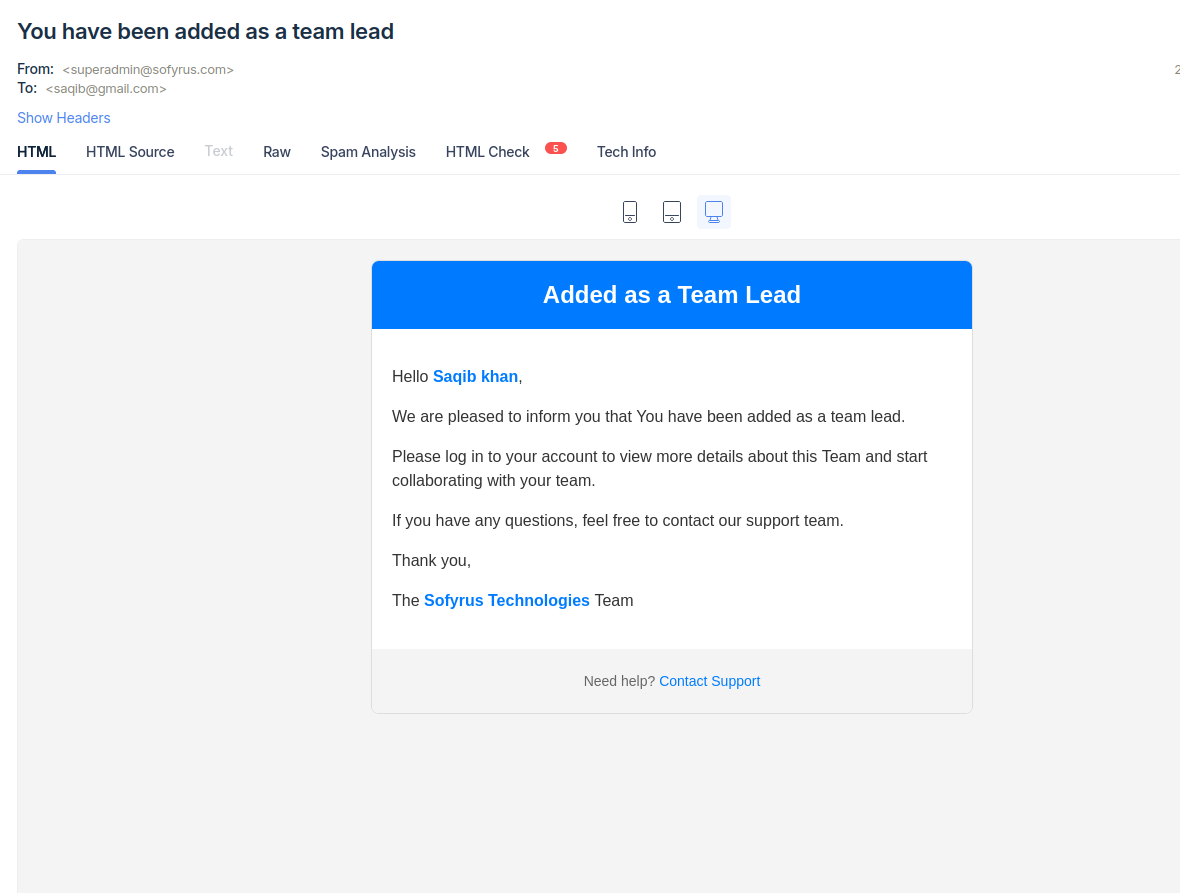 You have been added as a team lead
From: <superadmin@sofyrus.com>
2
To: <saqib@gmail.com>
Show Headers
HTML HTML Source Text Raw Spam Analysis HTML Check 5 Tech Info
Added as a Team Lead
Hello Saqib khan,
We are pleased to inform you that You have been added as a team lead.
Please log in to your account to view more details about this Team and start
collaborating with your team.
If you have any questions, feel free to contact our support team.
Thank you,
The Sofyrus Technologies Team
Need help? Contact Support